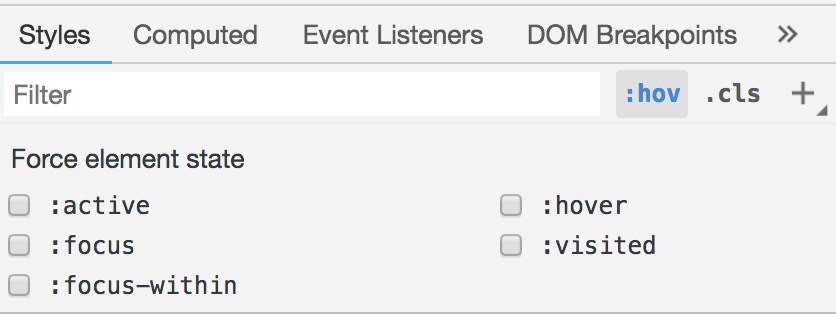 Styles Computed Event Listeners DOM Breakpoints »
Filter :hov .cls +
Force element state
:active :hover
:focus :visited
:focus-within